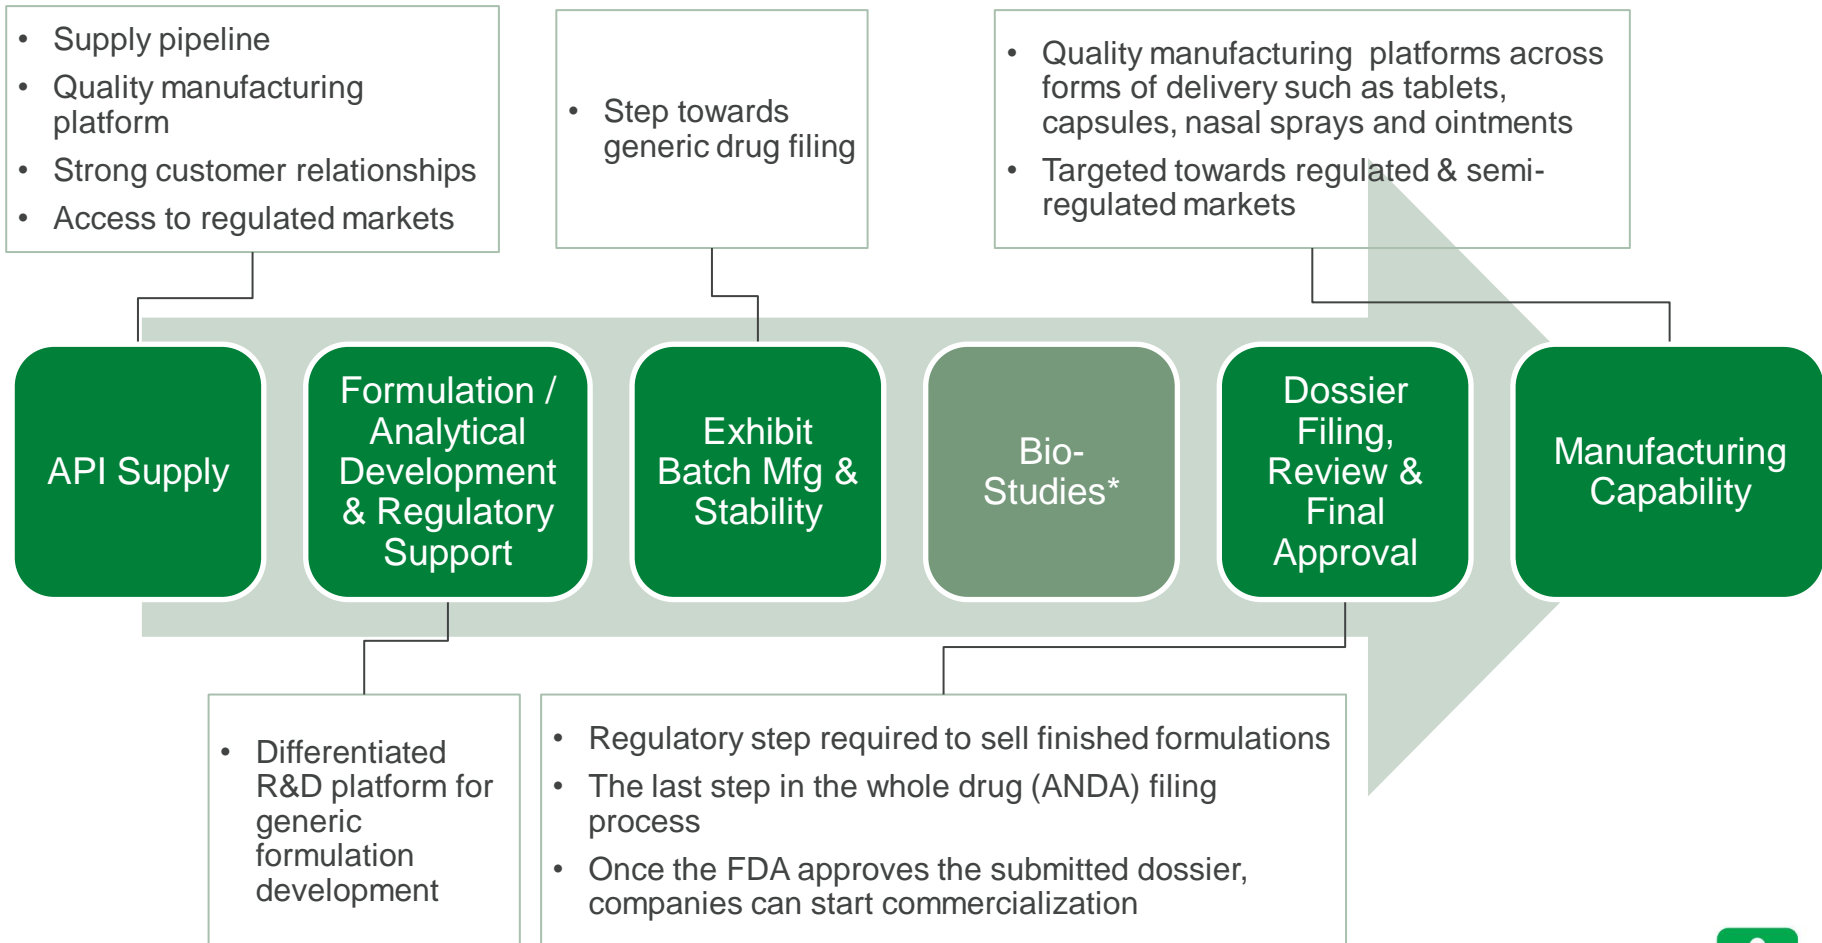 • Supply pipeline
• Quality manufacturing
platform
• Strong customer relationships
• Access to regulated markets
• Step towards
generic drug filing
• Quality manufacturing platforms across
forms of delivery such as tablets,
capsules, nasal sprays and ointments
• Targeted towards regulated & semi-
regulated markets
API Supply
Formulation /
Analytical
Development
& Regulatory
Support
Exhibit
Batch Mfg &
Stability
Bio-
Studies*
Dossier
Filing,
Review &
Final
Approval
Manufacturing
Capability
• Differentiated
R&D platform for
generic
formulation
development
• Regulatory step required to sell finished formulations
• The last step in the whole drug (ANDA) filing
process
• Once the FDA approves the submitted dossier,
companies can start commercialization